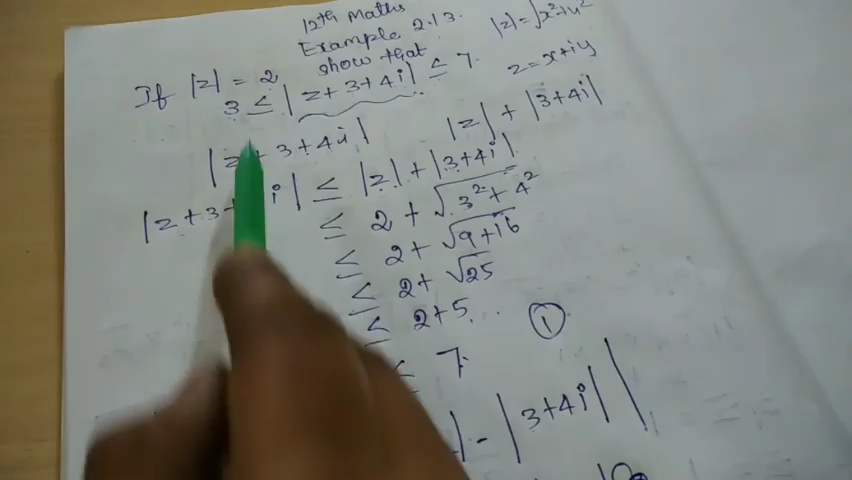 12th Maths
Example 2.13.
show that
|z| = √x²+y²
z = x+iy
If |z| = 2
3 ≤ |z+3+4i| ≤ 7.
|z+3+4i|
|z| + |3+4i|
|z+3+ i| ≤ |z| + |3+4i|
≤ 2 + √3²+4²
≤ 2+ √9+16
≤ 2+ √25
≤ 2+5...
①
≤ 7.
| - |3+4i||